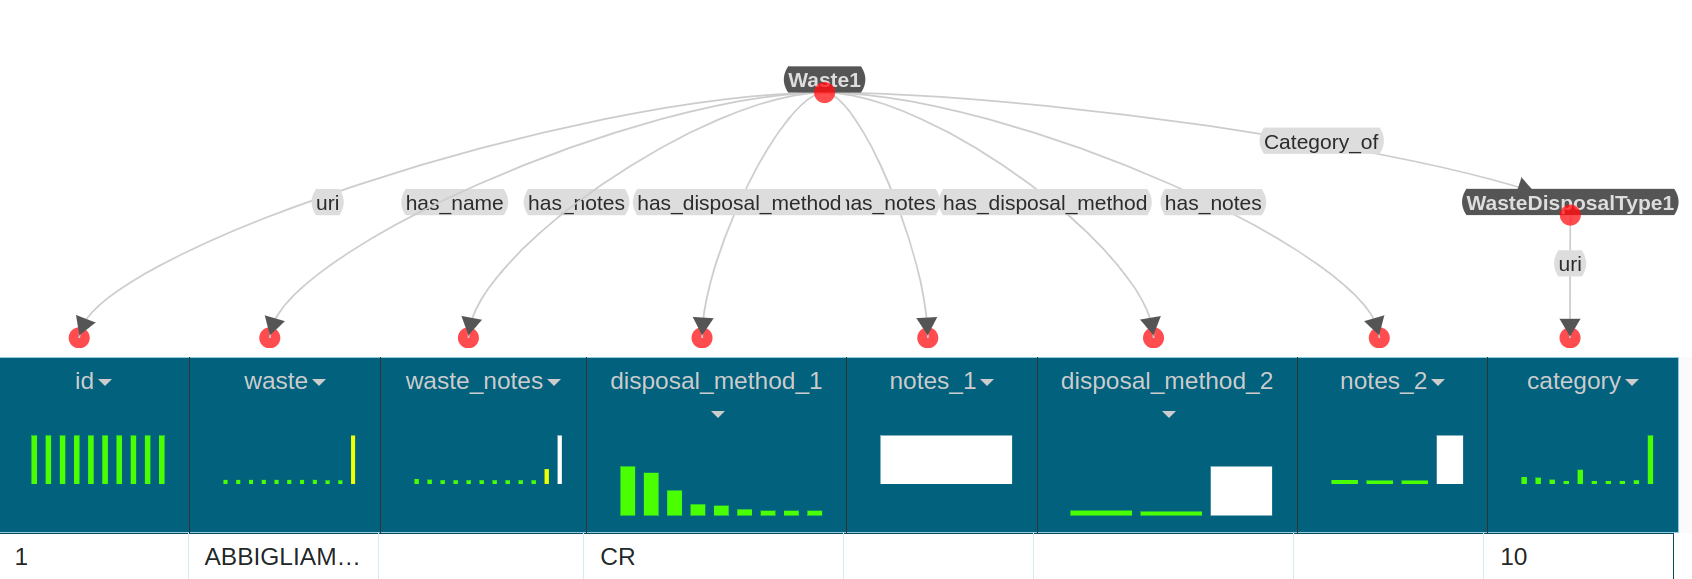 Waste1
Category_of
uri has_name has_notes has_disposal_method has_notes has_disposal_method has_notes WasteDisposalType1
uri
id waste waste_notes disposal_method_1 notes_1 disposal_method_2 notes_2 category
1 ABBIGLIAM... CR 10